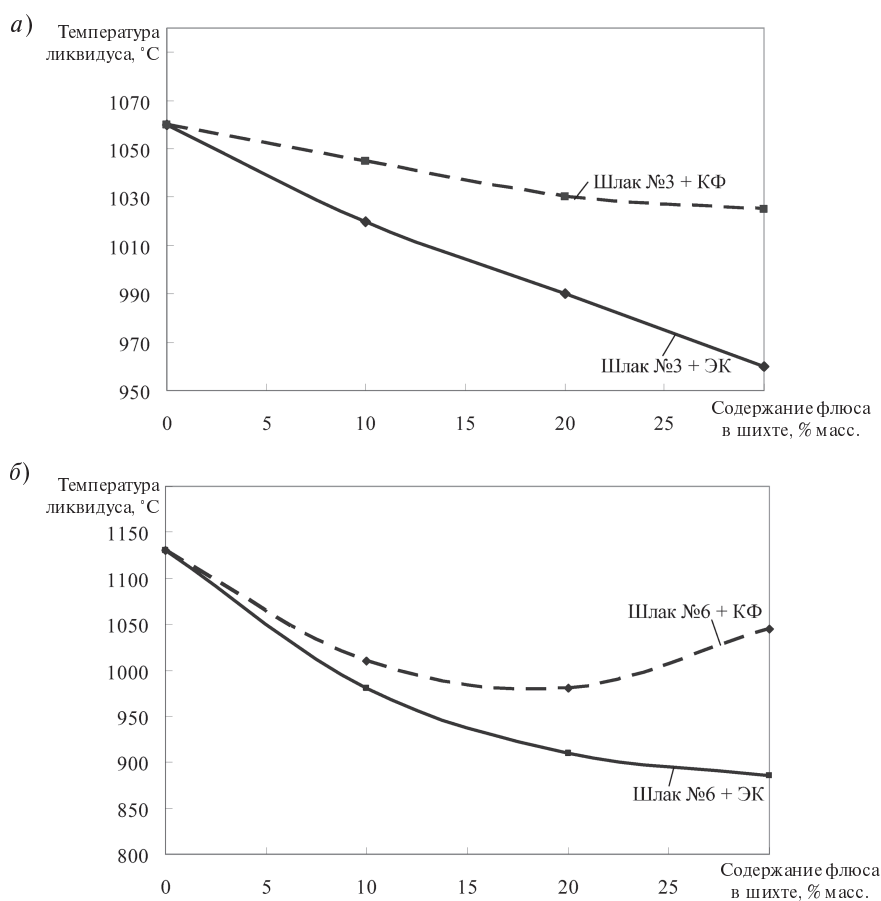 а)
Температура
ликвидуса, °С
1070
1050
1030
1010
990
970
950
Шлак №3 + КФ
Шлак №3 + ЭК
0 5 10 15 20 25
Содержание флюса
в шихте, % масс.
б)
Температура
ликвидуса, °С
1150
1100
1050
1000
950
900
850
800
Шлак №6 + КФ
Шлак №6 + ЭК
0 5 10 15 20 25
Содержание флюса
в шихте, % масс.